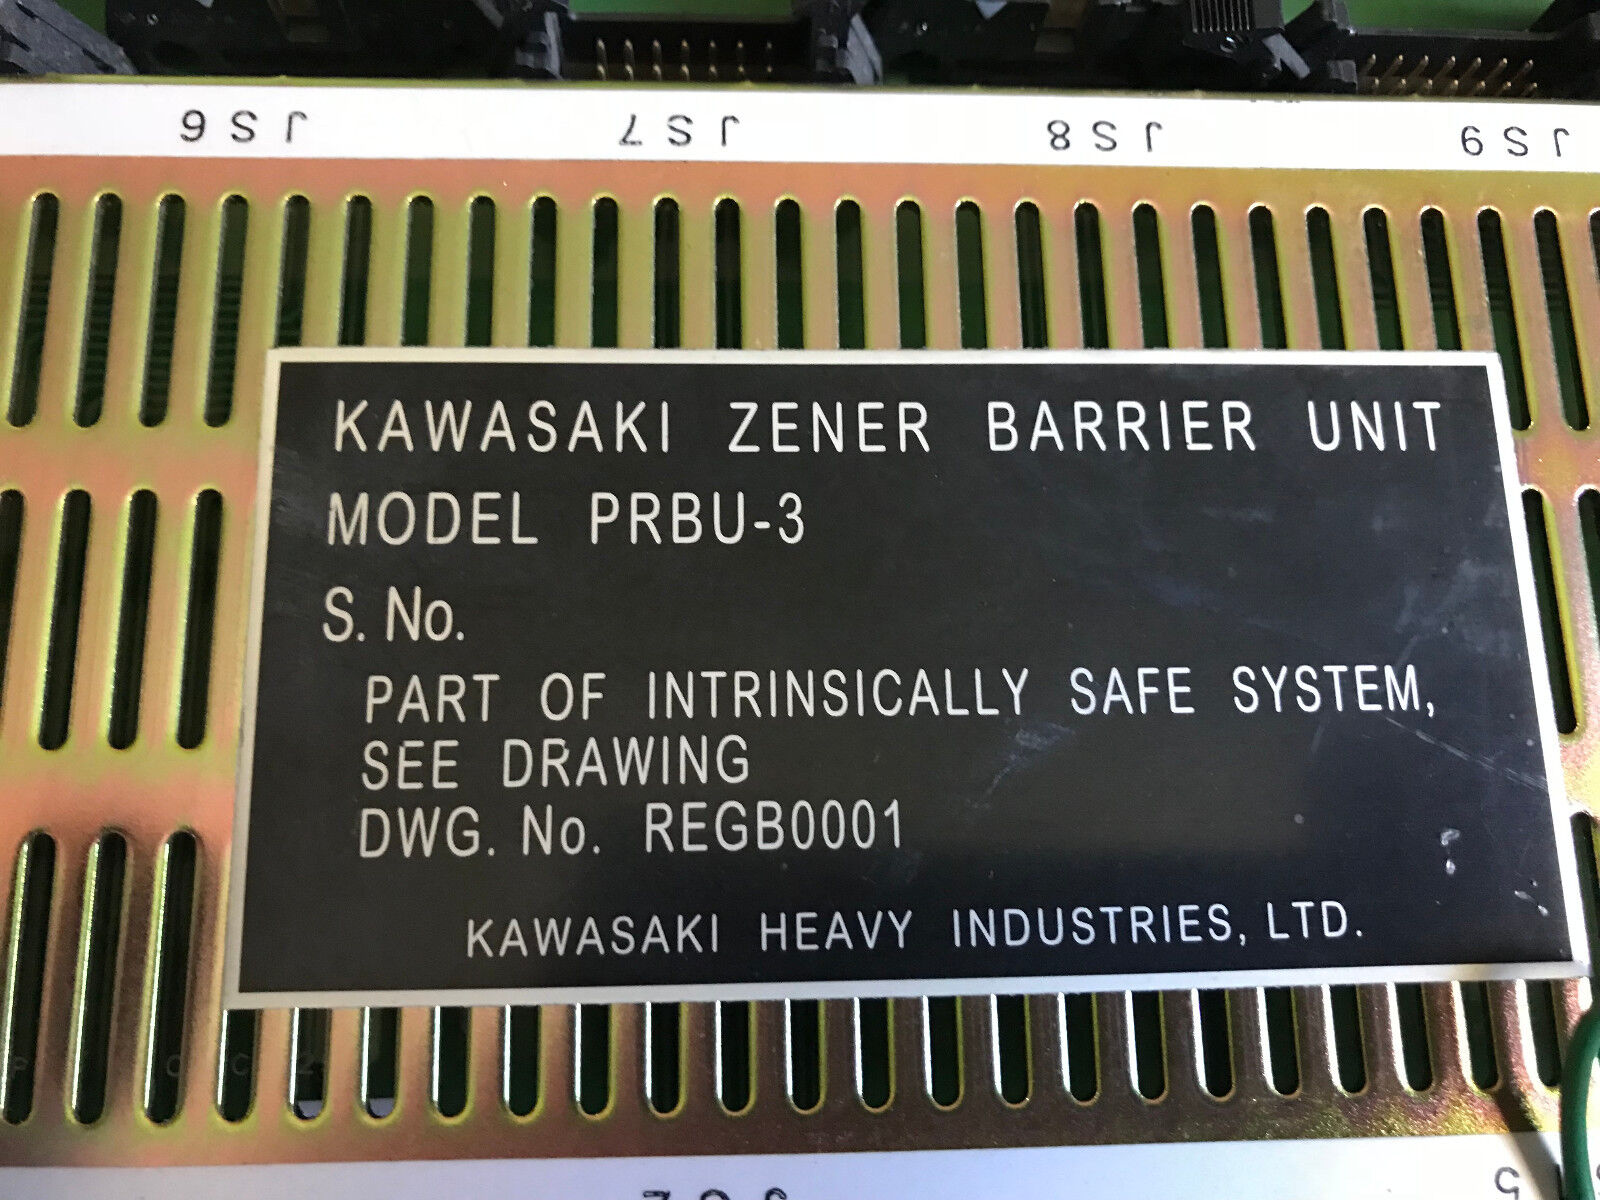 JS6 JS7 JS8 JS9
KAWASAKI ZENER BARRIER UNIT
MODEL PRBU-3
S. No.
PART OF INTRINSICALLY SAFE SYSTEM,
SEE DRAWING
DWG. No. REGB0001
KAWASAKI HEAVY INDUSTRIES, LTD.
5